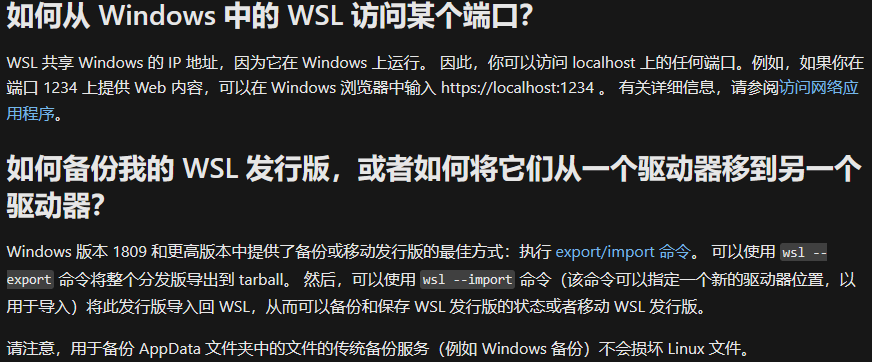 如何从 Windows 中的 WSL 访问某个端口？
WSL 共享 Windows 的 IP 地址，因为它在 Windows 上运行。 因此，你可以访问 localhost 上的任何端口。例如，如果你在
端口 1234 上提供 Web 内容，可以在 Windows 浏览器中输入 https://localhost:1234 。 有关详细信息，请参阅访问网络应
用程序。
如何备份我的 WSL 发行版，或者如何将它们从一个驱动器移到另一个
驱动器？
Windows 版本 1809 和更高版本中提供了备份或移动发行版的最佳方式：执行 export/import 命令。 可以使用 wsl --
export 命令将整个分发版导出到 tarball。 然后，可以使用 wsl --import 命令（该命令可以指定一个新的驱动器位置，以
用于导入）将此发行版导入回 WSL，从而可以备份和保存 WSL 发行版的状态或者移动 WSL 发行版。
请注意，用于备份 AppData 文件夹中的文件的传统备份服务（例如 Windows 备份）不会损坏 Linux 文件。